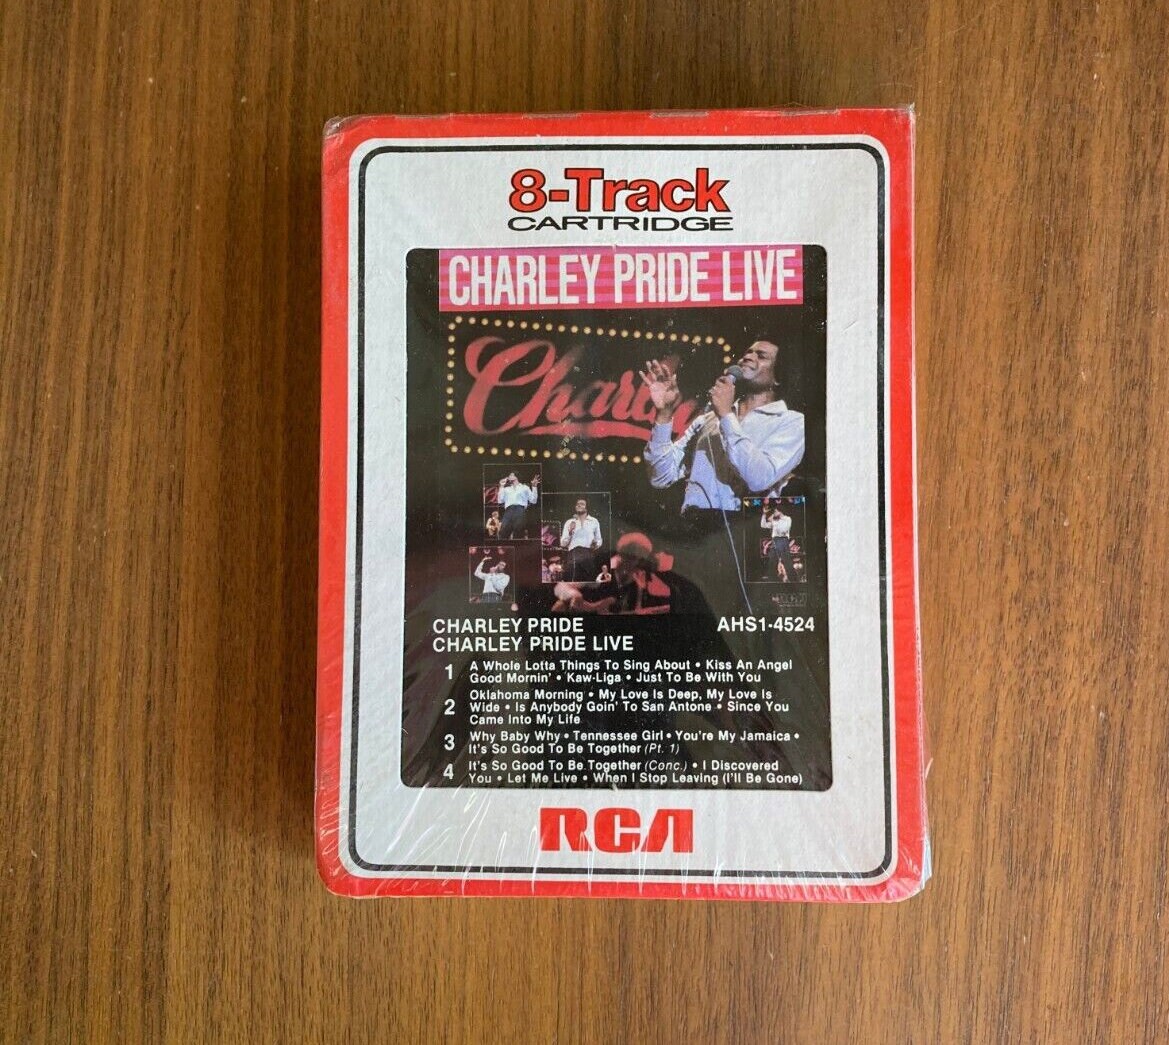 8-Track
CARTRIDGE
CHARLEY PRIDE LIVE
Charley
CHARLEY PRIDE AHS1-4524
CHARLEY PRIDE LIVE
1 A Whole Lotta Things To Sing About • Kiss An Angel
Good Mornin' • Kaw-Liga • Just To Be With You
2 Oklahoma Morning • My Love Is Deep, My Love Is
Wide • Is Anybody Goin' To San Antone • Since You
Came Into My Life
3 Why Baby Why • Tennessee Girl • You're My Jamaica •
It's So Good To Be Together (Pt. 1)
4 It's So Good To Be Together (Conc.) • I Discovered
You • Let Me Live • When I Stop Leaving (I'll Be Gone)
RCA